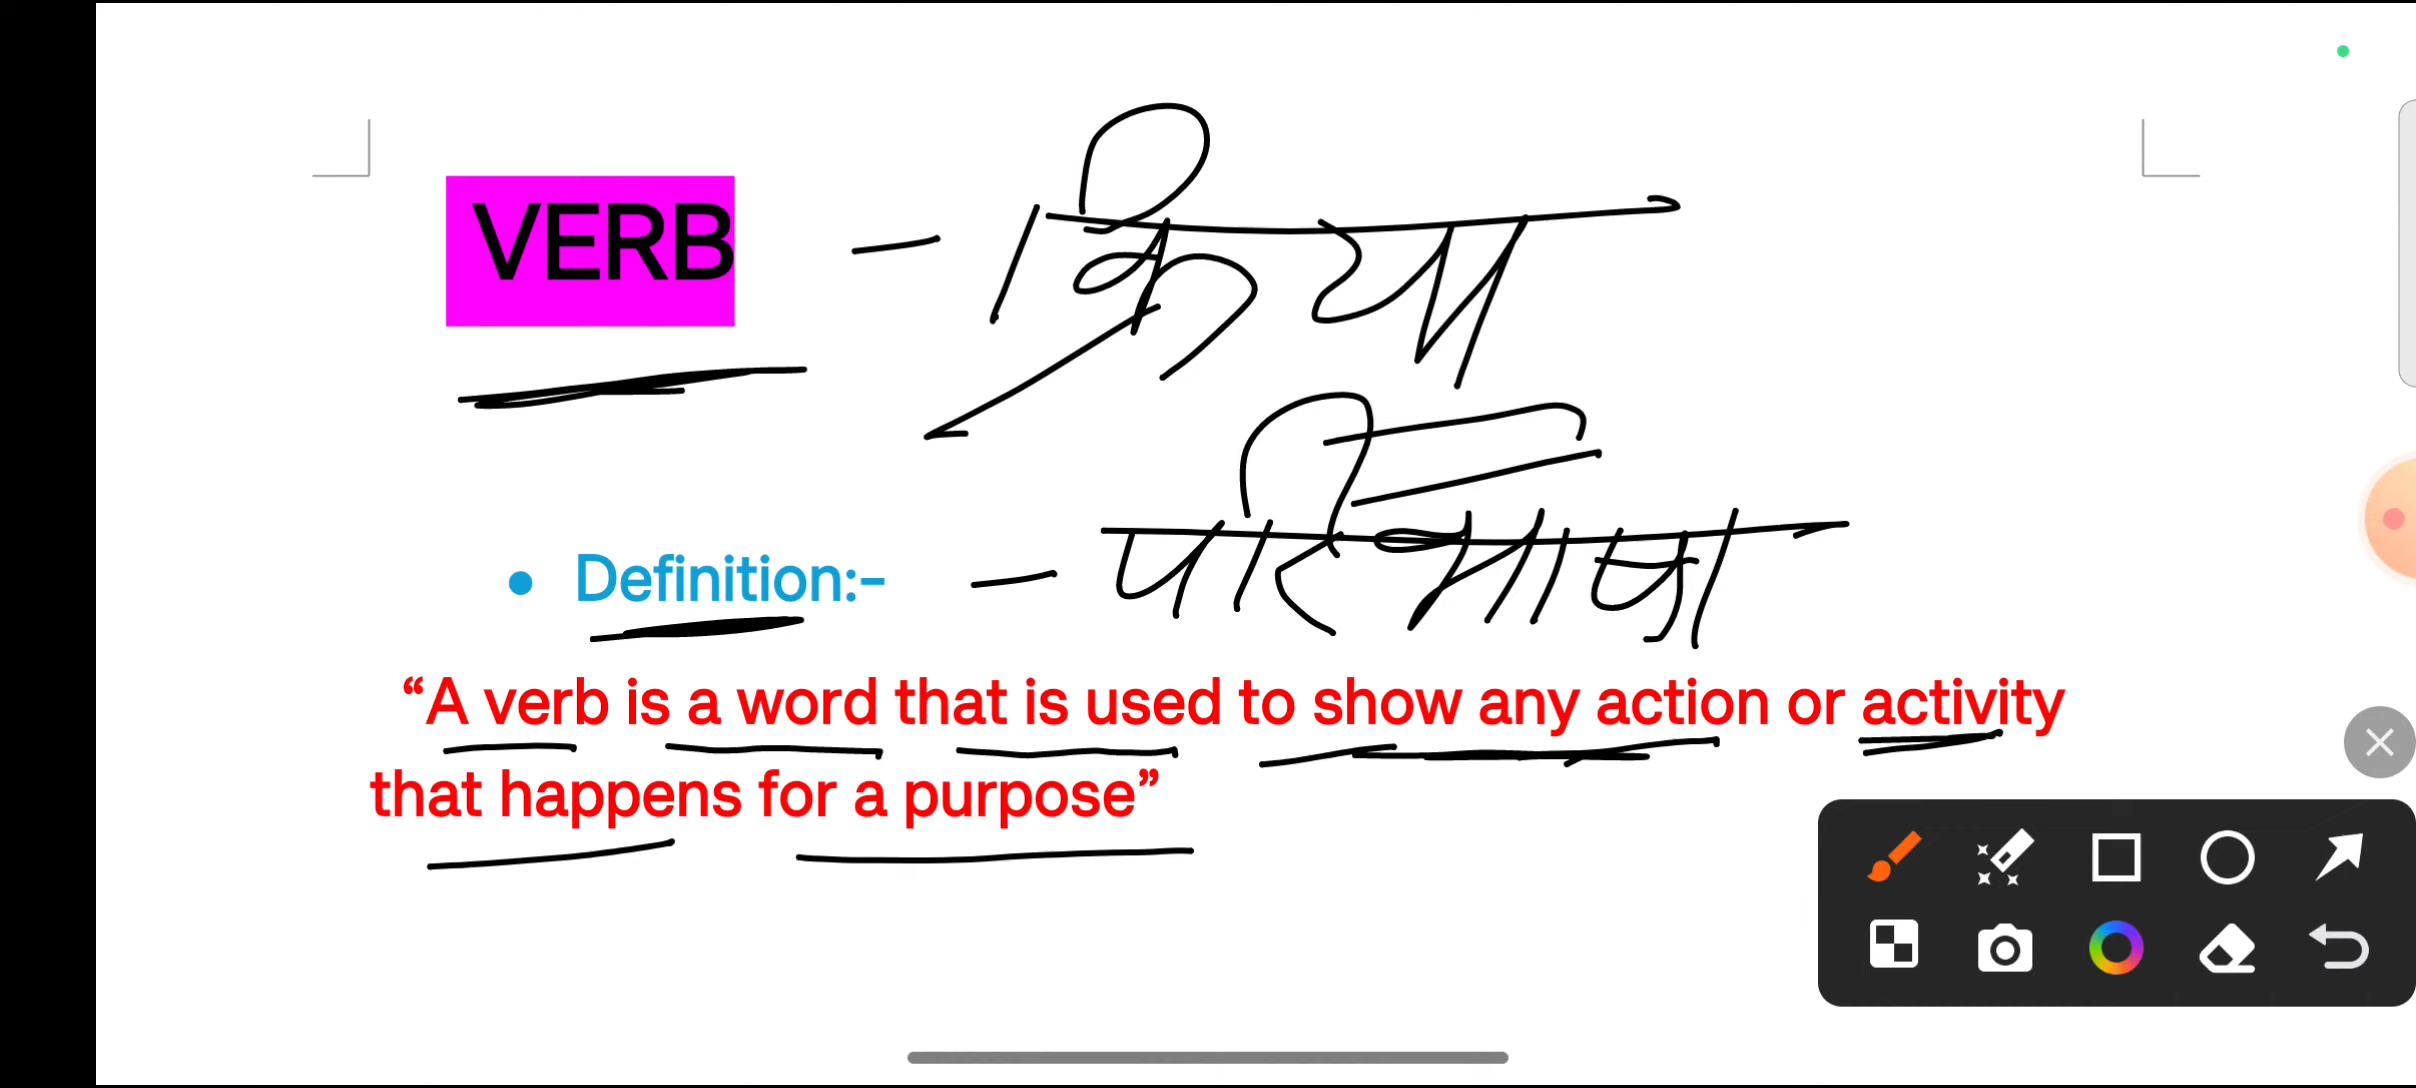 VERB - क्रिया
• Definition:- - परिभाषा
“A verb is a word that is used to show any action or activity
that happens for a purpose”